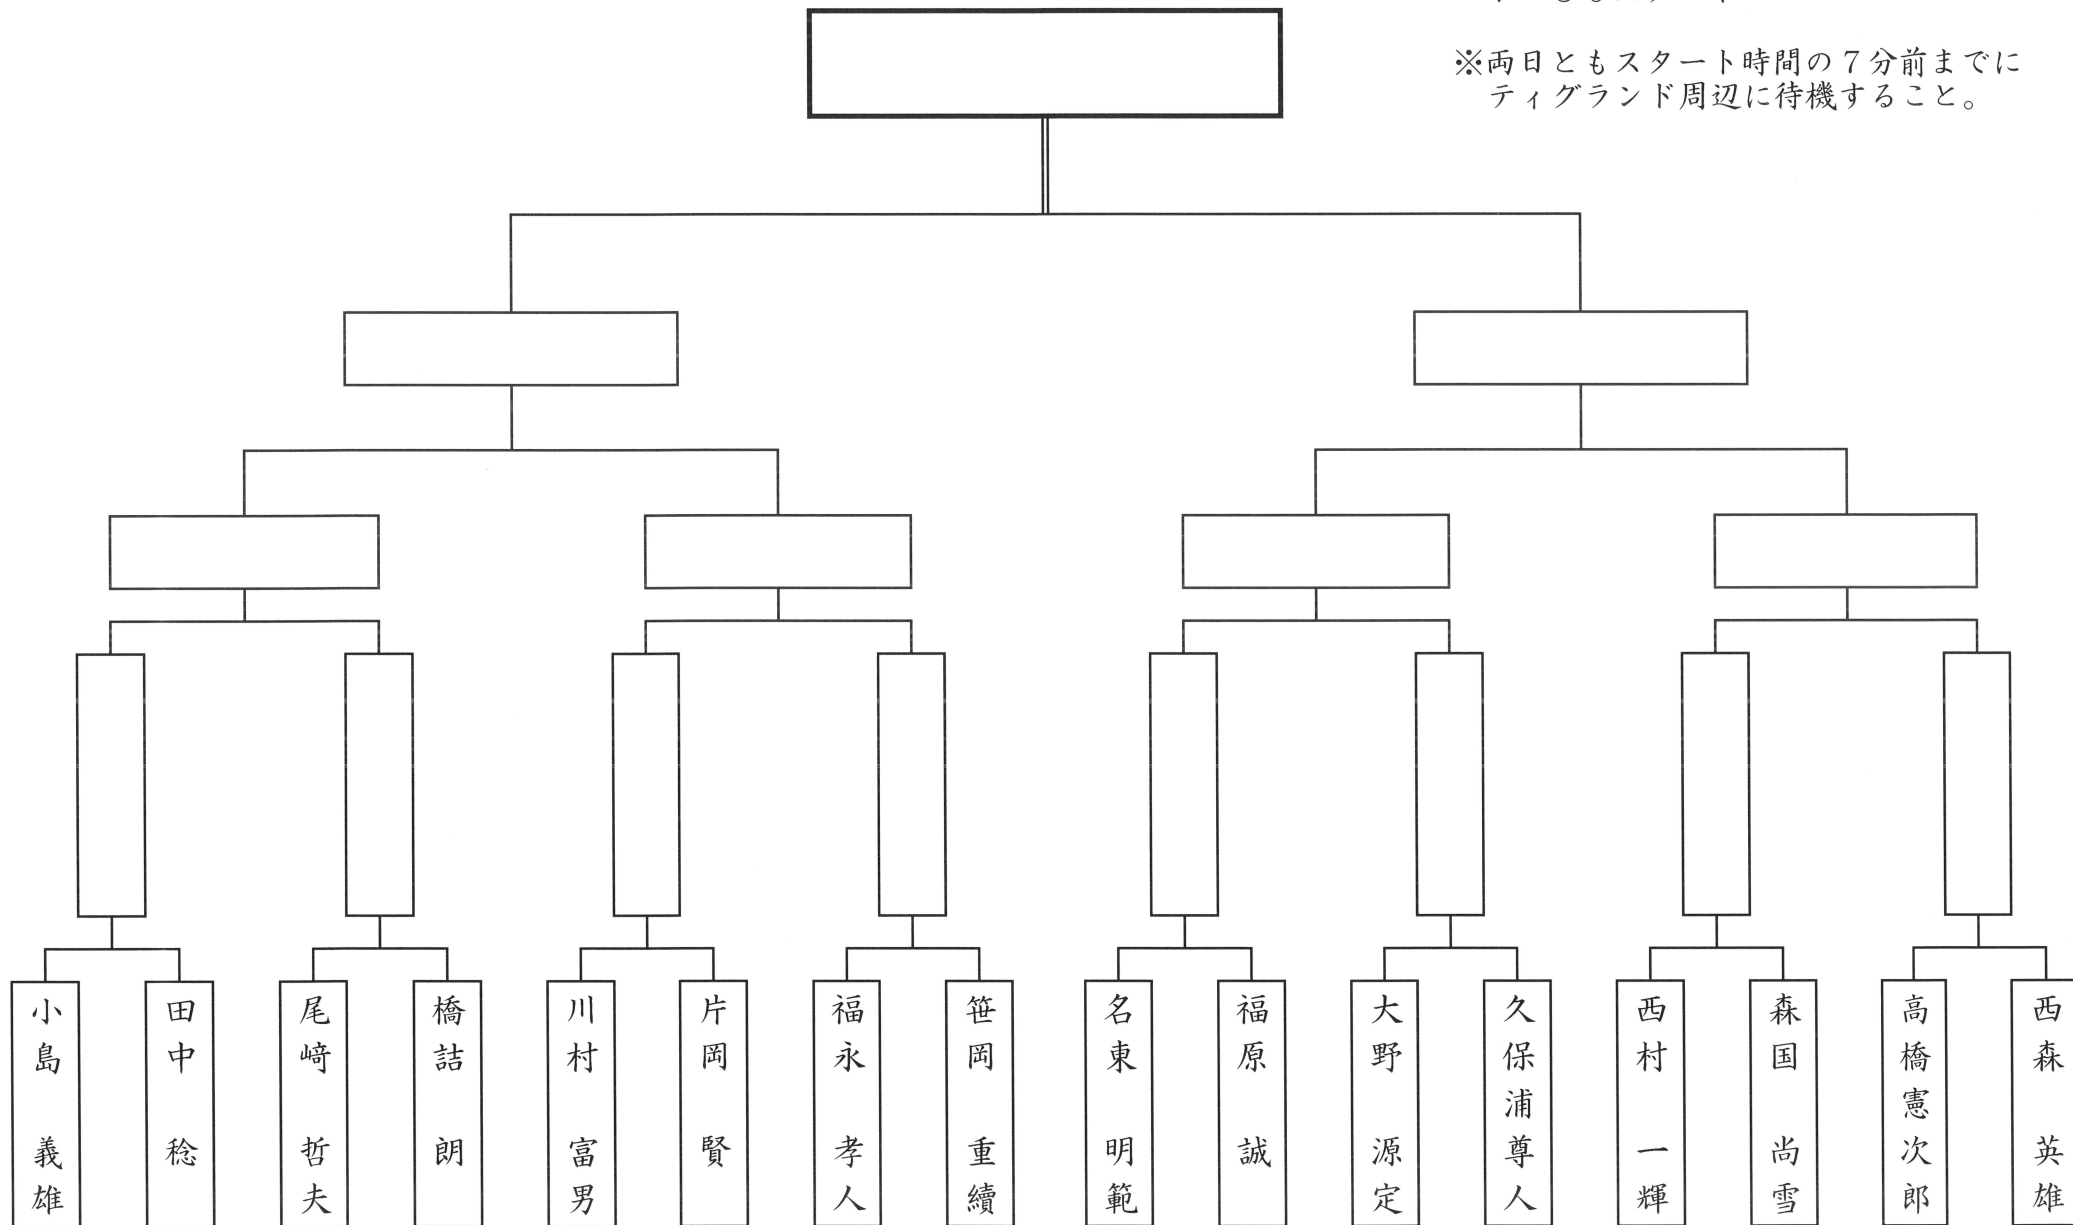 ※両日ともスタート時間の7分前までに
ティグランド周辺に待機すること。
小島 義雄
田中 稔
尾﨑 哲夫
橋詰 朗
川村 富男
片岡 賢
福永 孝人
笹岡 重續
名東 明範
福原 誠
大野 源定
久保浦尊人
西村 一輝
森国 尚雪
高橋憲次郎
西森 英雄